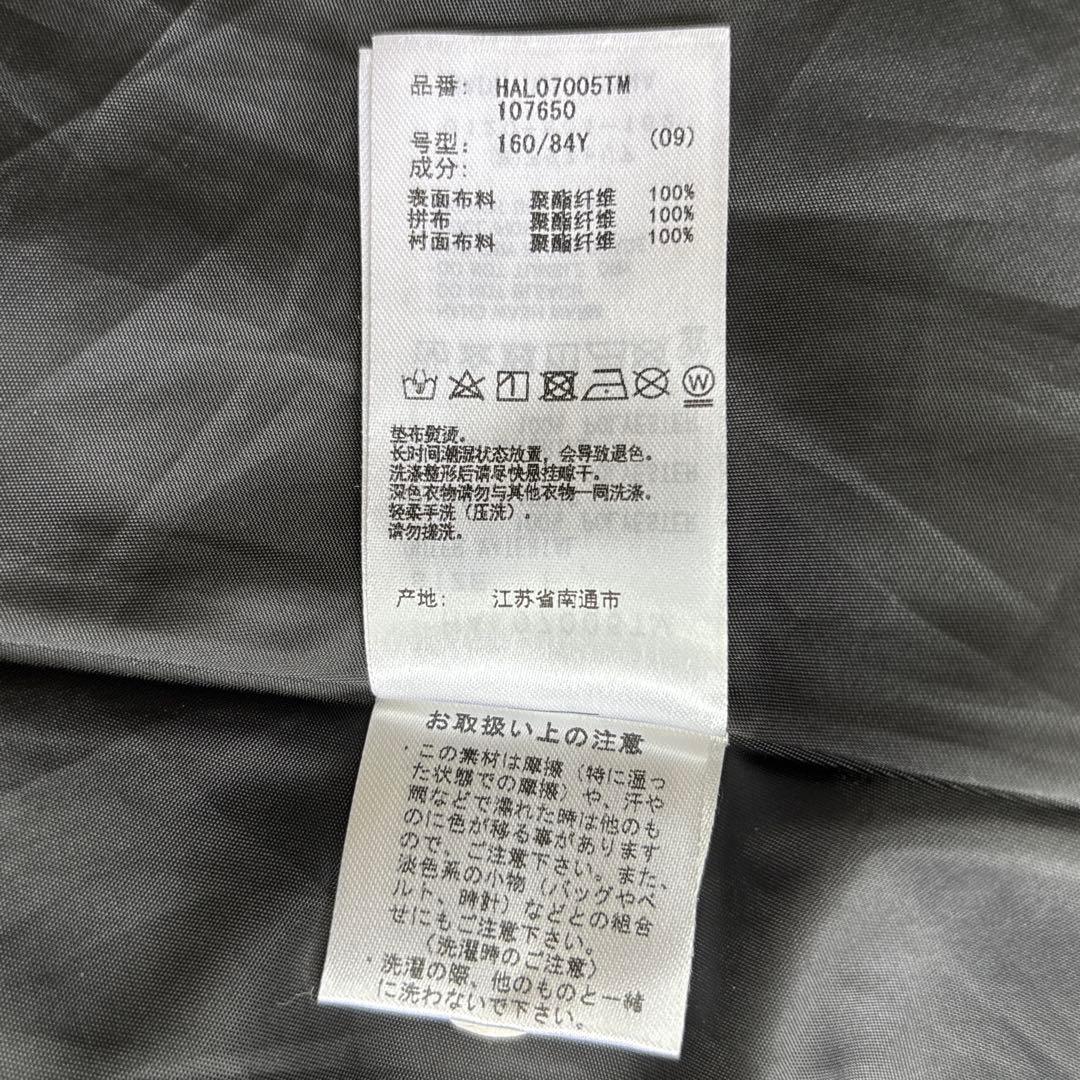 品番: HAL07005TM
107650
号型: 160/84Y (09)
成分:
表面布料 聚酯纤维 100%
拼布 聚酯纤维 100%
衬面布料 聚酯纤维 100%
垫布熨烫。
长时间潮湿状态放置，会导致退色。
洗涤整形后请尽快悬挂晾干。
深色衣物请勿与其他衣物一同洗涤。
轻柔手洗（压洗）.
请勿搓洗。
产地: 江苏省南通市
お取扱い上の注意
・この素材は摩擦（特に湿っ
た状態での摩擦）や、汗や
雨などで濡れた時は他のも
のに色が移る事があります
ので、ご注意下さい。また、
淡色系の小物（バッグやベ
ルト、時計）などとの組合
せにもご注意下さい。
（洗濯時のご注意）
・洗濯の際、他のものと一緒
に洗わないで下さい。